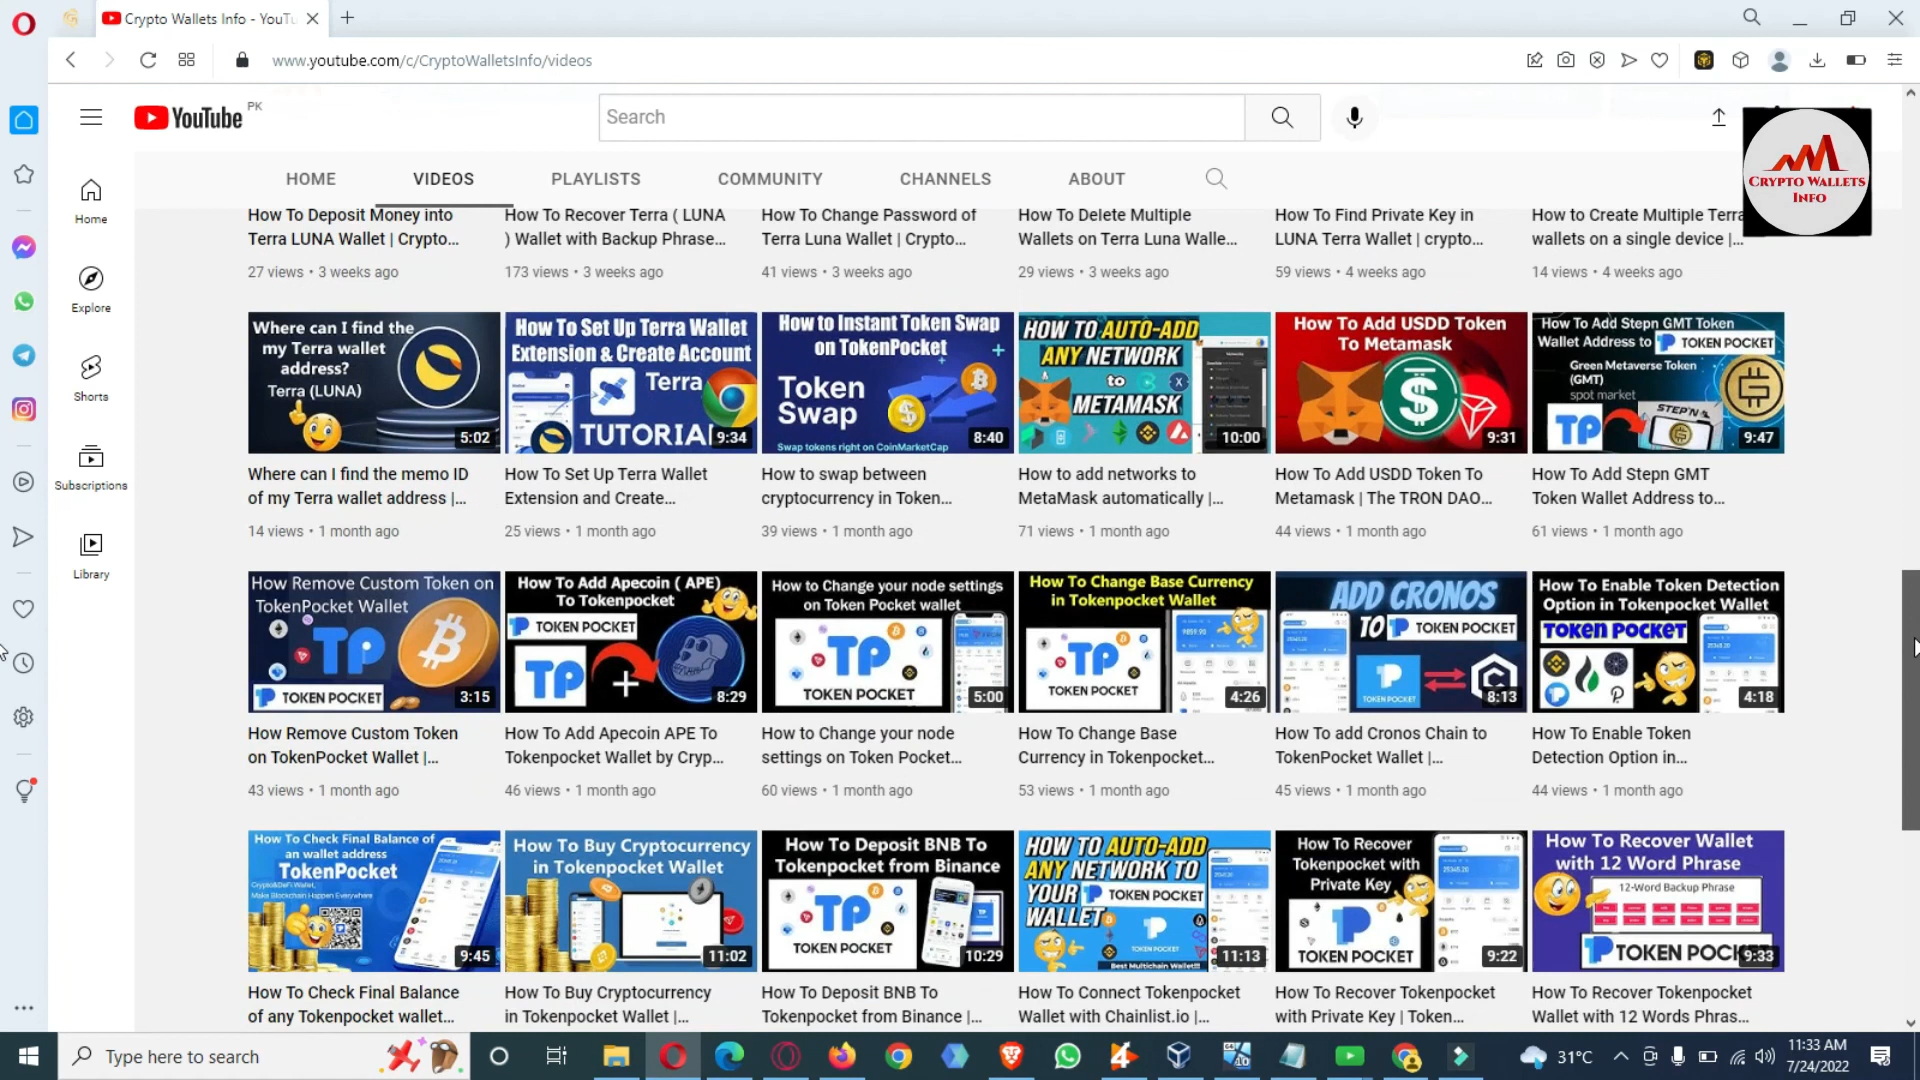 Crypto Wallets Info - YouTu
www.youtube.com/c/CryptoWalletsInfo/videos
YouTube PK
Search
CRYPTO WALLETS
INFO
HOME VIDEOS PLAYLISTS COMMUNITY CHANNELS ABOUT
Home
Explore
Shorts
Subscriptions
Library
How To Deposit Money into
Terra LUNA Wallet | Crypto...
27 views • 3 weeks ago
How To Recover Terra ( LUNA
) Wallet with Backup Phrase...
173 views • 3 weeks ago
How To Change Password of
Terra Luna Wallet | Crypto...
41 views • 3 weeks ago
How To Delete Multiple
Wallets on Terra Luna Walle...
29 views • 3 weeks ago
How To Find Private Key in
LUNA Terra Wallet | crypto...
59 views • 4 weeks ago
How to Create Multiple Terra
wallets on a single device |...
14 views • 4 weeks ago
Where can I find the
my Terra wallet
address?
Terra (LUNA)
5:02
Where can I find the memo ID
of my Terra wallet address |...
14 views • 1 month ago
How To Set Up Terra Wallet
Extension & Create Account
Terra
TUTORIAL
9:34
How To Set Up Terra Wallet
Extension and Create...
25 views • 1 month ago
How to Instant Token Swap
on TokenPocket
Token
Swap
Swap tokens right on CoinMarketCap
8:40
How to swap between
cryptocurrency in Token...
39 views • 1 month ago
HOW TO AUTO-ADD
ANY NETWORK
to
METAMASK
10:00
How to add networks to
MetaMask automatically |...
71 views • 1 month ago
How To Add USDD Token
To Metamask
9:31
How To Add USDD Token To
Metamask | The TRON DAO...
44 views • 1 month ago
How To Add Stepn GMT Token
Wallet Address to TOKEN POCKET
Green Metaverse Token
(GMT)
spot market
STEP'N
TP
9:47
How To Add Stepn GMT
Token Wallet Address to...
61 views • 1 month ago
How Remove Custom Token on
TokenPocket Wallet
TP
TOKEN POCKET
3:15
How Remove Custom Token
on TokenPocket Wallet |...
43 views • 1 month ago
How To Add Apecoin ( APE)
To Tokenpocket
TOKEN POCKET
TP
8:29
How To Add Apecoin APE To
Tokenpocket Wallet by Cryp...
46 views • 1 month ago
How to Change your node settings
on Token Pocket wallet
TP
TOKEN POCKET
5:00
How to Change your node
settings on Token Pocket...
60 views • 1 month ago
How To Change Base Currency
in Tokenpocket Wallet
TP
TOKEN POCKET
4:26
How To Change Base
Currency in Tokenpocket...
53 views • 1 month ago
ADD CRONOS
TO TOKEN POCKET
TOKEN POCKET
8:13
How To add Cronos Chain to
TokenPocket Wallet |...
45 views • 1 month ago
How To Enable Token Detection
Option in Tokenpocket Wallet
TOKEN POCKET
4:18
How To Enable Token
Detection Option in...
44 views • 1 month ago
How To Check Final Balance of
an wallet address
TokenPocket
Crypto&DeFi Wallet,
Make Blockchain Happen Everywhere
9:45
How To Check Final Balance
of any Tokenpocket wallet...
How To Buy Cryptocurrency
in Tokenpocket Wallet
11:02
How To Buy Cryptocurrency
in Tokenpocket Wallet |...
How To Deposit BNB To
Tokenpocket from Binance
TP
TOKEN POCKET
10:29
How To Deposit BNB To
Tokenpocket from Binance |...
HOW TO AUTO-ADD
ANY NETWORK TO
YOUR TOKEN POCKET
WALLET
TOKEN POCKET
Best Multichain Wallet!!!
11:13
How To Connect Tokenpocket
Wallet with Chainlist.io |...
How To Recover
Tokenpocket with
Private Key
TOKEN POCKET
9:22
How To Recover Tokenpocket
with Private Key | Token...
How To Recover Wallet
with 12 Word Phrase
12-Word Backup Phrase
TOKEN POCK
9:33
How To Recover Tokenpocket
Wallet with 12 Words Phras...
Type here to search
31°C
11:33 AM
7/24/2022